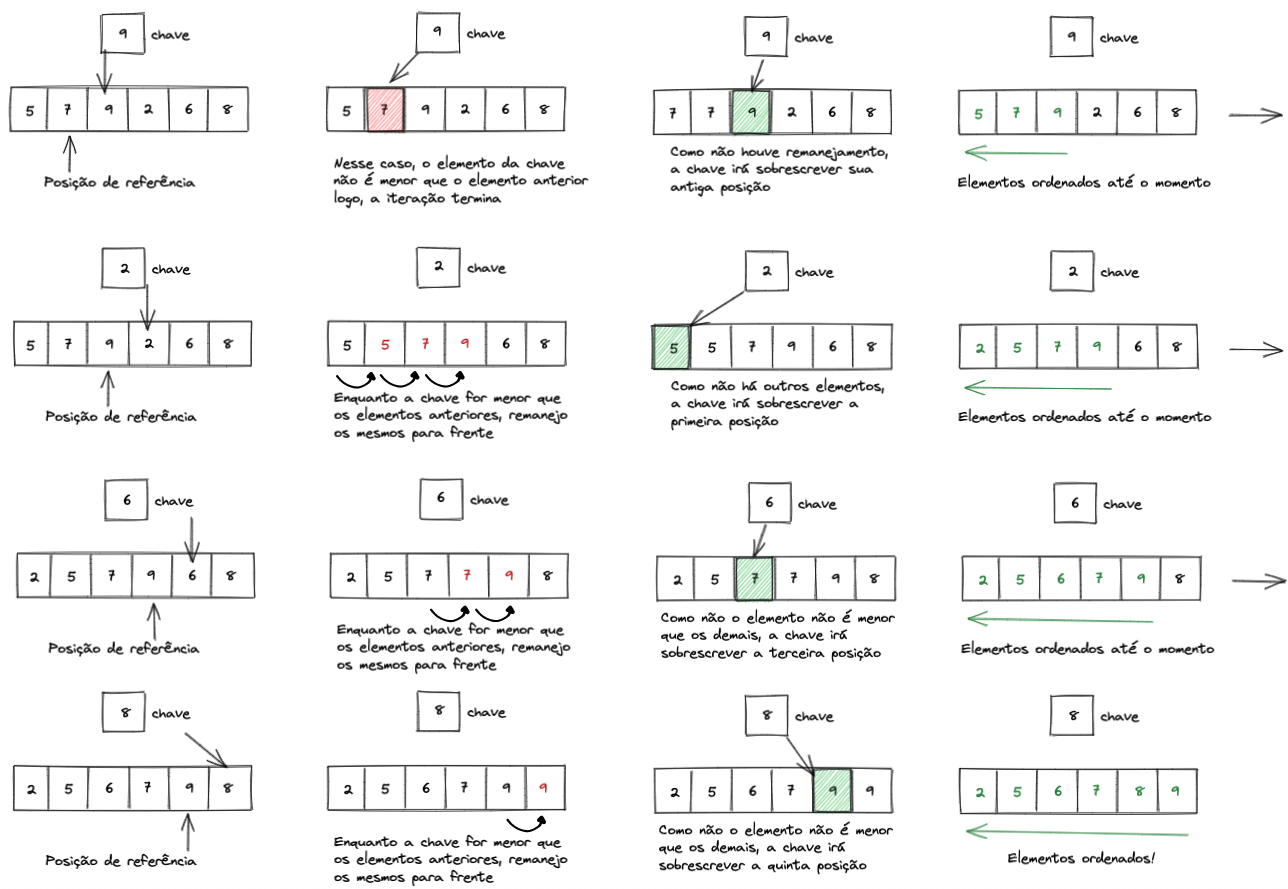 9 chave
5 7 9 2 6 8
Posição de referência
9 chave
5 7 9 2 6 8
Nesse caso, o elemento da chave
não é menor que o elemento anterior
logo, a iteração termina
9 chave
7 7 9 2 6 8
Como não houve remanejamento,
a chave irá sobrescrever sua
antiga posição
9 chave
5 7 9 2 6 8
Elementos ordenados até o momento
2 chave
5 7 9 2 6 8
Posição de referência
2 chave
5 5 7 9 6 8
Enquanto a chave for menor que
os elementos anteriores, remanejo
os mesmos para frente
2 chave
5 5 7 9 6 8
Como não há outros elementos,
a chave irá sobrescrever a
primeira posição
2 chave
2 5 7 9 6 8
Elementos ordenados até o momento
6 chave
2 5 7 9 6 8
Posição de referência
6 chave
2 5 7 7 9 8
Enquanto a chave for menor que
os elementos anteriores, remanejo
os mesmos para frente
6 chave
2 5 7 7 9 8
Como não o elemento não é menor
que os demais, a chave irá
sobrescrever a terceira posição
6 chave
2 5 6 7 9 8
Elementos ordenados até o momento
8 chave
2 5 6 7 9 8
Posição de referência
8 chave
2 5 6 7 9 9
Enquanto a chave for menor que
os elementos anteriores, remanejo
os mesmos para frente
8 chave
2 5 6 7 9 9
Como não o elemento não é menor
que os demais, a chave irá
sobrescrever a quinta posição
8 chave
2 5 6 7 8 9
Elementos ordenados!